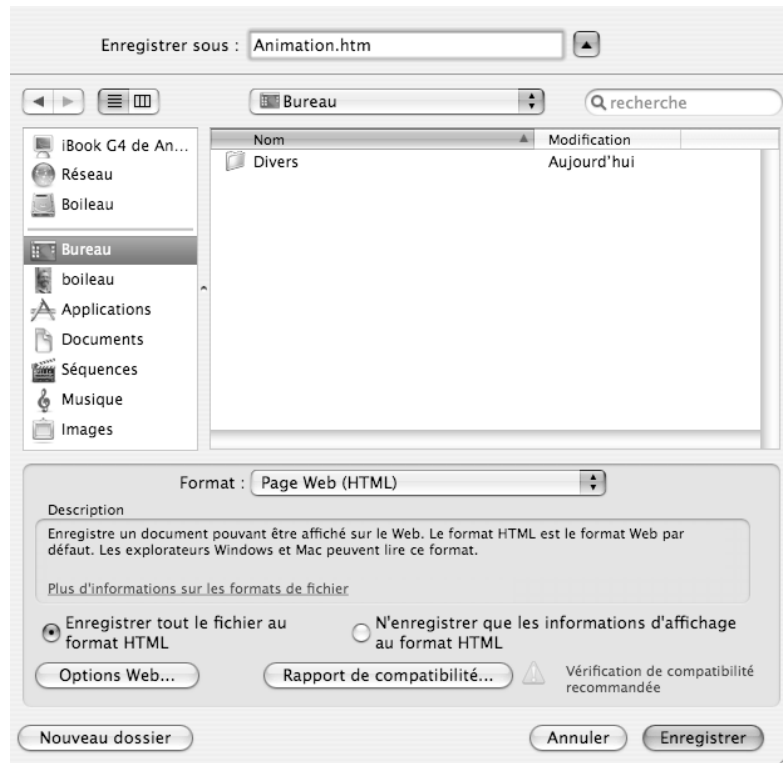 Enregistrer sous : Animation.htm
Bureau
recherche
iBook G4 de An...
Réseau
Boileau
Bureau
boileau
Applications
Documents
Séquences
Musique
Images
Nom Modification
Divers Aujourd'hui
Format : Page Web (HTML)
Description
Enregistre un document pouvant être affiché sur le Web. Le format HTML est le format Web par
défaut. Les explorateurs Windows et Mac peuvent lire ce format.
Plus d'informations sur les formats de fichier
Enregistrer tout le fichier au
format HTML
N'enregistrer que les informations d'affichage
au format HTML
Options Web...
Rapport de compatibilité...
Vérification de compatibilité
recommandée
Nouveau dossier
Annuler
Enregistrer